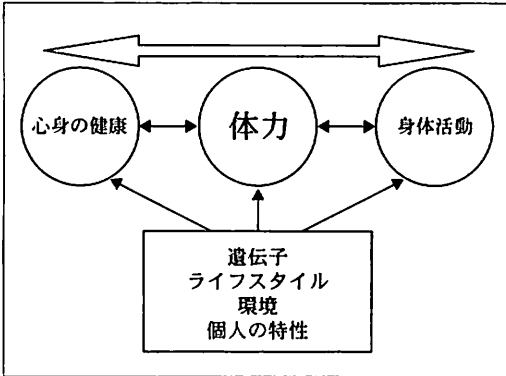 心身の健康
体力
身体活動
遺伝子
ライフスタイル
環境
個人の特性